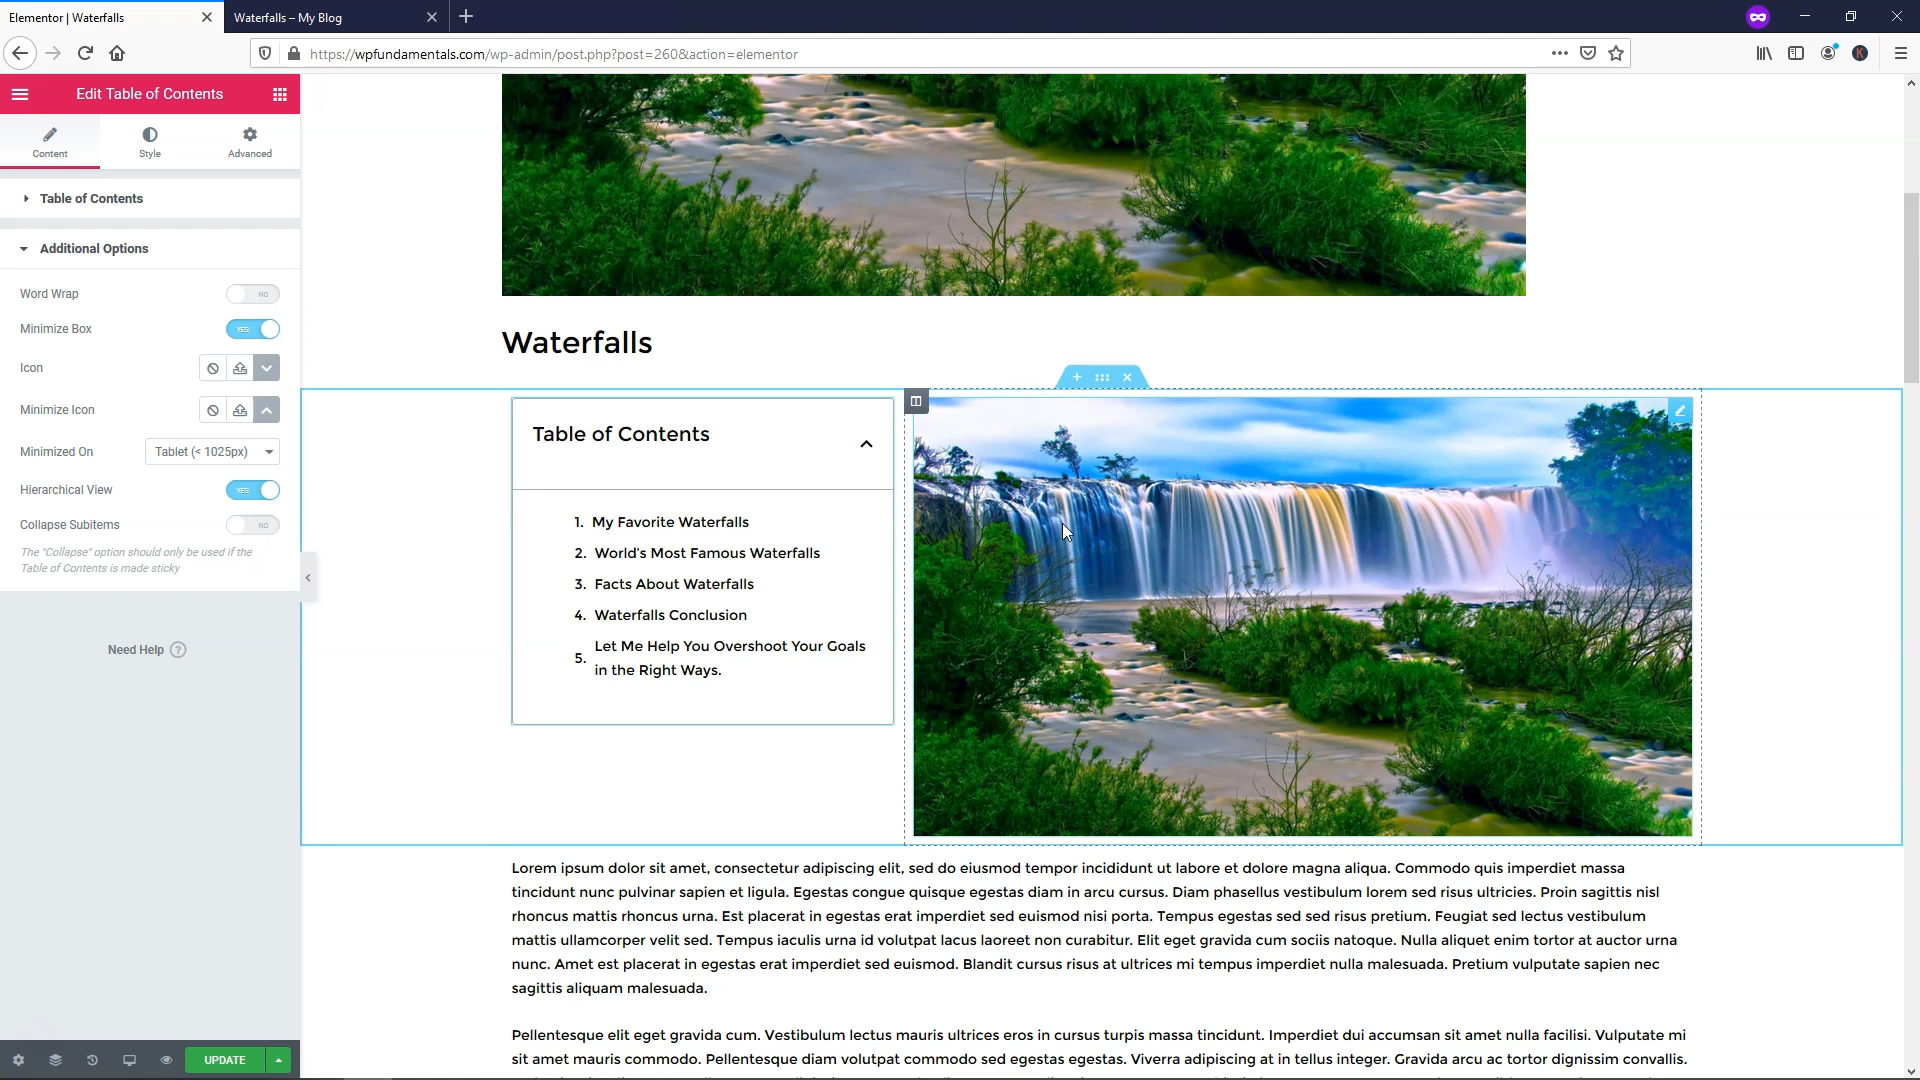 Elementor | Waterfalls
Waterfalls – My Blog
https://wpfundamentals.com/wp-admin/post.php?post=260&action=elementor
K
Edit Table of Contents
Content
Style
Advanced
Table of Contents
Additional Options
Word Wrap
NO
Minimize Box
YES
Icon
Minimize Icon
Minimized On
Tablet (< 1025px)
Hierarchical View
YES
Collapse Subitems
NO
The "Collapse" option should only be used if the
Table of Contents is made sticky
Need Help
UPDATE
Waterfalls
Table of Contents
1. My Favorite Waterfalls
2. World's Most Famous Waterfalls
3. Facts About Waterfalls
4. Waterfalls Conclusion
5. Let Me Help You Overshoot Your Goals
in the Right Ways.
Lorem ipsum dolor sit amet, consectetur adipiscing elit, sed do eiusmod tempor incididunt ut labore et dolore magna aliqua. Commodo quis imperdiet massa
tincidunt nunc pulvinar sapien et ligula. Egestas congue quisque egestas diam in arcu cursus. Diam phasellus vestibulum lorem sed risus ultricies. Proin sagittis nisl
rhoncus mattis rhoncus urna. Est placerat in egestas erat imperdiet sed euismod nisi porta. Tempus egestas sed sed risus pretium. Feugiat sed lectus vestibulum
mattis ullamcorper velit sed. Tempus iaculis urna id volutpat lacus laoreet non curabitur. Elit eget gravida cum sociis natoque. Nulla aliquet enim tortor at auctor urna
nunc. Amet est placerat in egestas erat imperdiet sed euismod. Blandit cursus risus at ultrices mi tempus imperdiet nulla malesuada. Pretium vulputate sapien nec
sagittis aliquam malesuada.
Pellentesque elit eget gravida cum. Vestibulum lectus mauris ultrices eros in cursus turpis massa tincidunt. Imperdiet dui accumsan sit amet nulla facilisi. Vulputate mi
sit amet mauris commodo. Pellentesque diam volutpat commodo sed egestas egestas. Viverra adipiscing at in tellus integer. Gravida arcu ac tortor dignissim convallis.